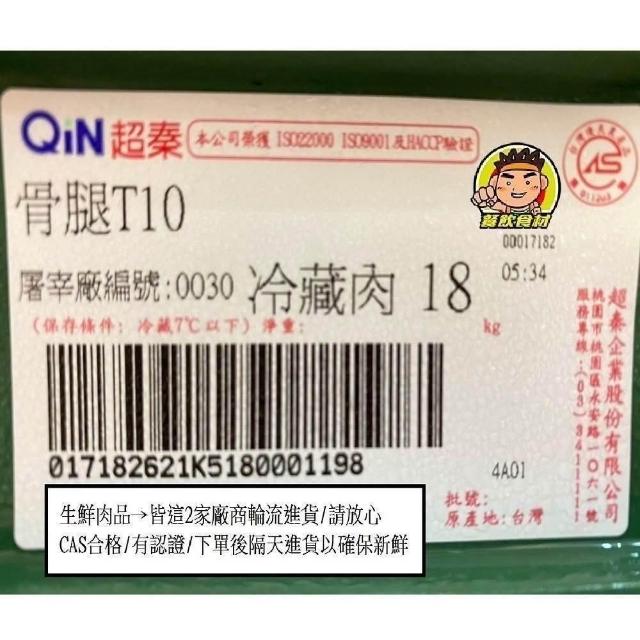 QiN 超秦
本公司榮獲 ISO22000 ISO9001及HACCP驗證
骨腿T10
餐飲食材
00017182
屠宰廠編號:0030 冷藏肉 18
05:34
(保存條件: 冷藏7℃以下) 淨重: kg
超秦企業股份有限公司
桃園市桃園區永安路一〇六一號
017182621K5180001198
4A01
批號:
原產地:台灣
生鮮肉品→皆這2家廠商輪流進貨/請放心
CAS合格/有認證/下單後隔天進貨以確保新鮮